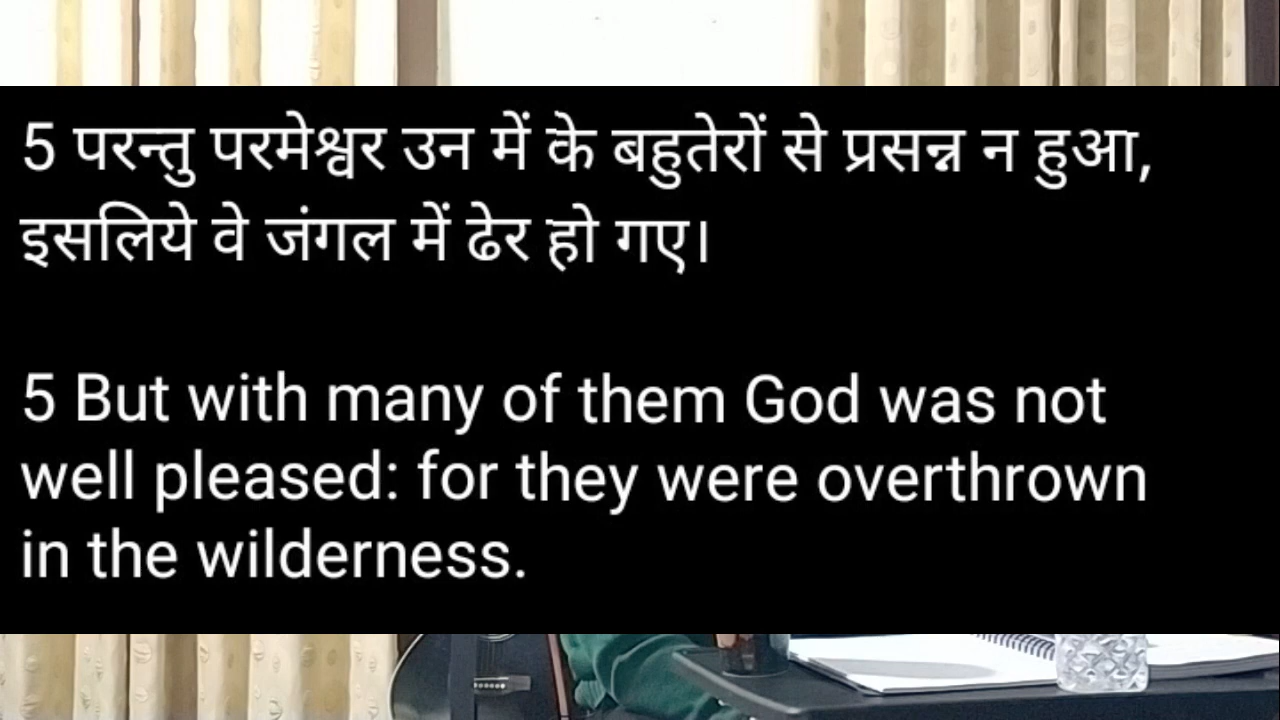 5 परन्तु परमेश्वर उन में के बहुतेरों से प्रसन्न न हुआ,
इसलिये वे जंगल में ढेर हो गए।
5 But with many of them God was not
well pleased: for they were overthrown
in the wilderness.